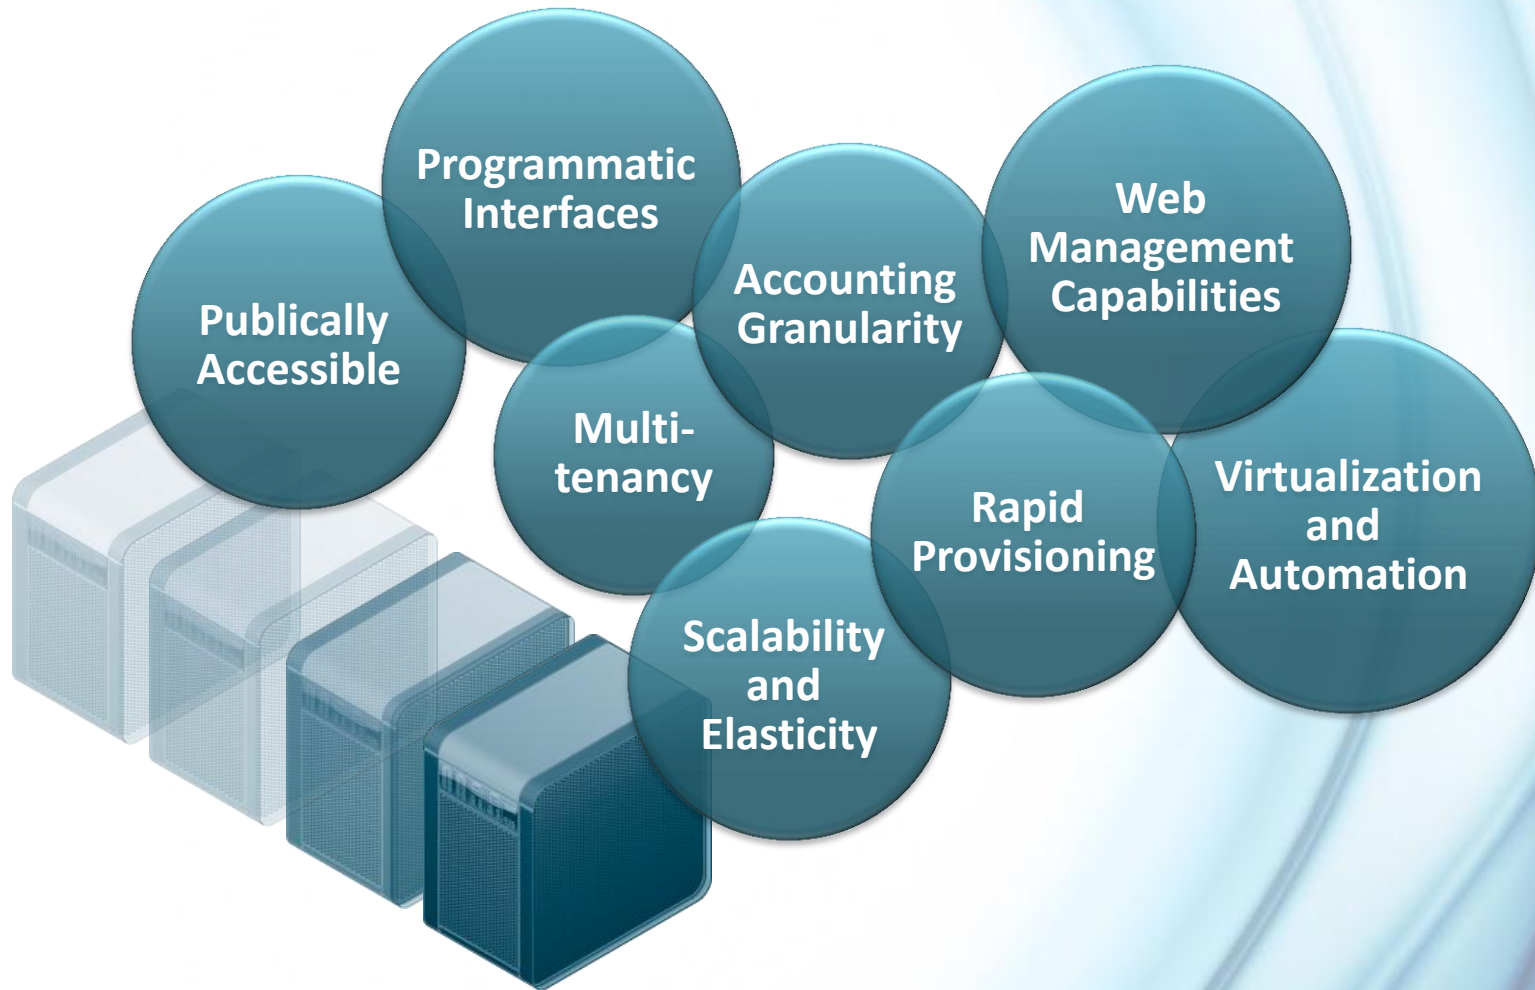 Programmatic
Interfaces
Publically
Accessible
Accounting
Granularity
Web
Management
Capabilities
Multi-
tenancy
Rapid
Provisioning
Virtualization
and
Automation
Scalability
and
Elasticity